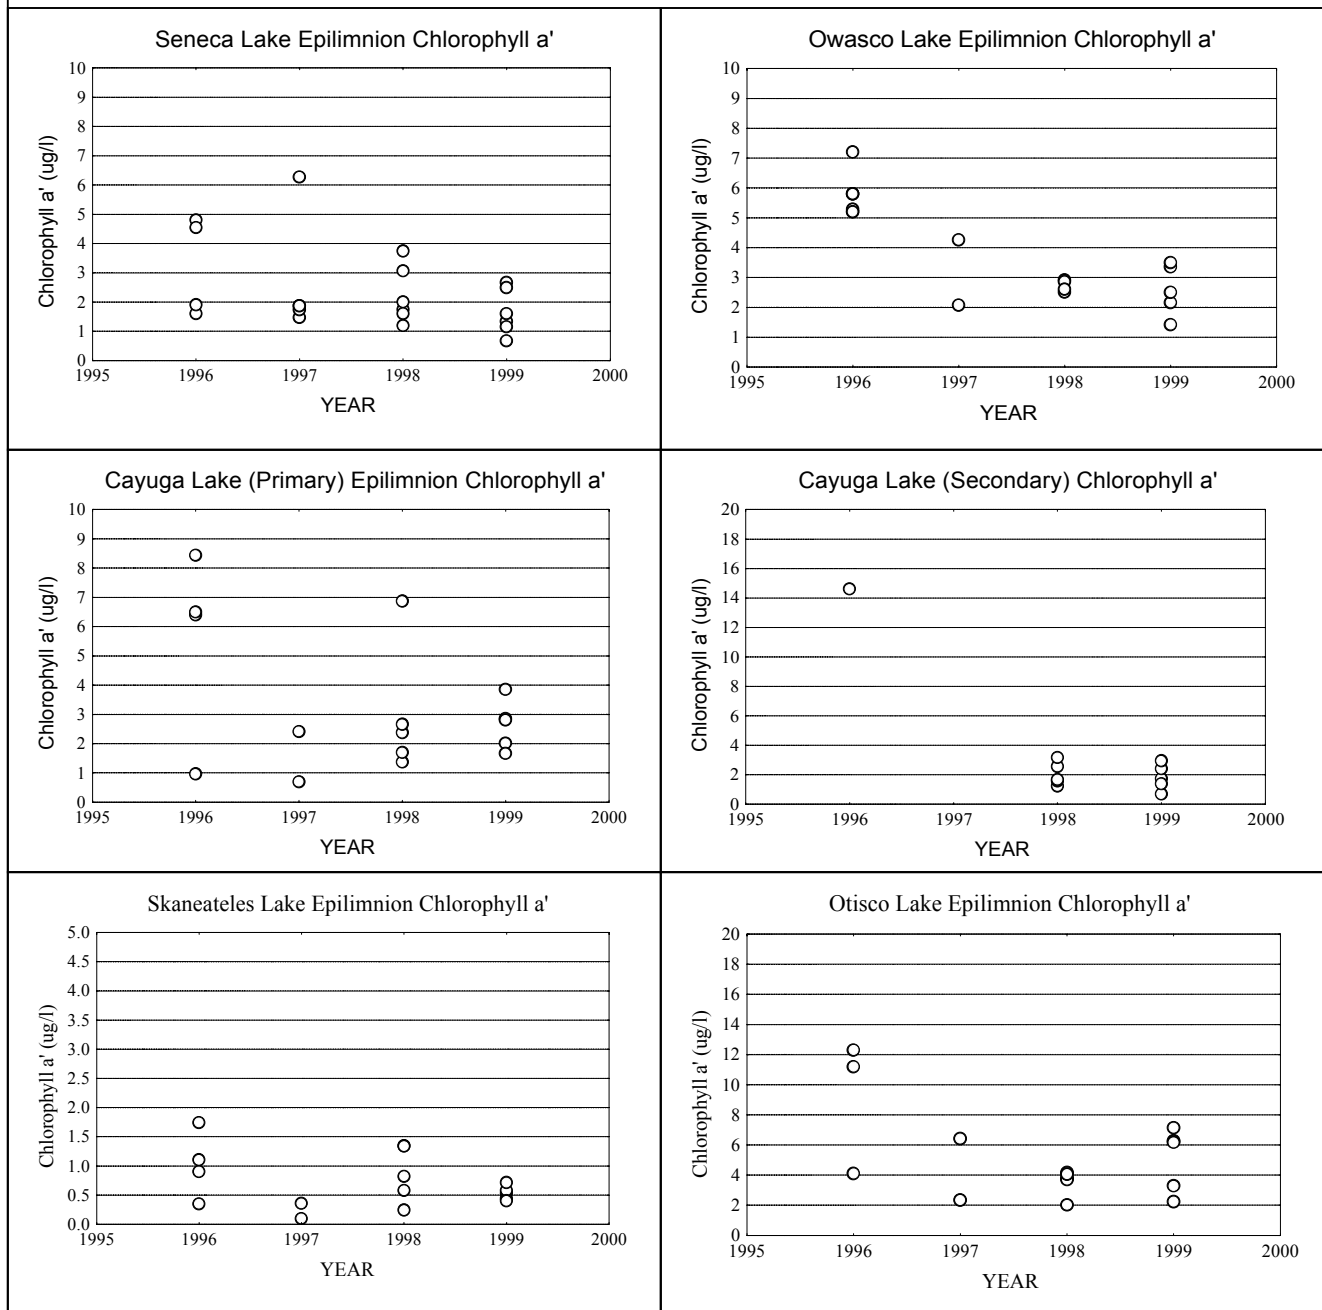 Seneca Lake Epilimnion Chlorophyll a'
10
9
8
7
6
5
4
3
2
1
0
Chlorophyll a' (ug/l)
1995 1996 1997 1998 1999 2000
YEAR
Owasco Lake Epilimnion Chlorophyll a'
10
9
8
7
6
5
4
3
2
1
0
Chlorophyll a' (ug/l)
1995 1996 1997 1998 1999 2000
YEAR
Cayuga Lake (Primary) Epilimnion Chlorophyll a'
10
9
8
7
6
5
4
3
2
1
0
Chlorophyll a' (ug/l)
1995 1996 1997 1998 1999 2000
YEAR
Cayuga Lake (Secondary) Chlorophyll a'
20
18
16
14
12
10
8
6
4
2
0
Chlorophyll a' (ug/l)
1995 1996 1997 1998 1999 2000
YEAR
Skaneateles Lake Epilimnion Chlorophyll a'
5.0
4.5
4.0
3.5
3.0
2.5
2.0
1.5
1.0
0.5
0.0
Chlorophyll a' (ug/l)
1995 1996 1997 1998 1999 2000
YEAR
Otisco Lake Epilimnion Chlorophyll a'
20
18
16
14
12
10
8
6
4
2
0
Chlorophyll a' (ug/l)
1995 1996 1997 1998 1999 2000
YEAR